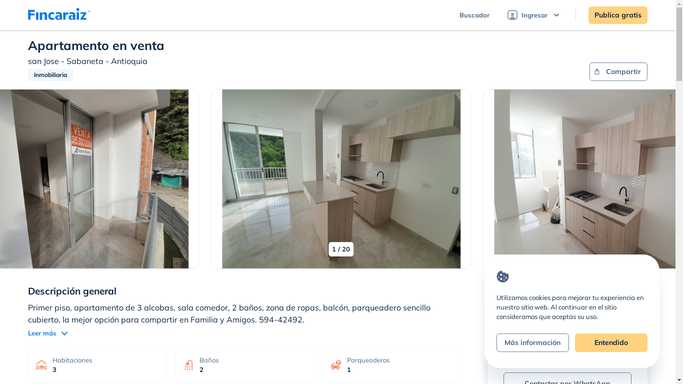 Fincaraiz
Buscador
Ingresar
Publica gratis
Apartamento en venta
san Jose - Sabaneta - Antioquia
Inmobiliaria
Compartir
VENTA
1 / 20
Descripción general
Primer piso, apartamento de 3 alcobas, sala comedor, 2 baños, zona de ropas, balcón, parqueadero sencillo
cubierto, la mejor opción para compartir en Familia y Amigos. 594-42492.
Leer más
Habitaciones
3
Baños
2
Parqueaderos
1
Utilizamos cookies para mejorar tu experiencia en
nuestro sitio web. Al continuar en el sitio
consideramos que aceptas su uso.
Más información
Entendido
Contactar por WhatsApp